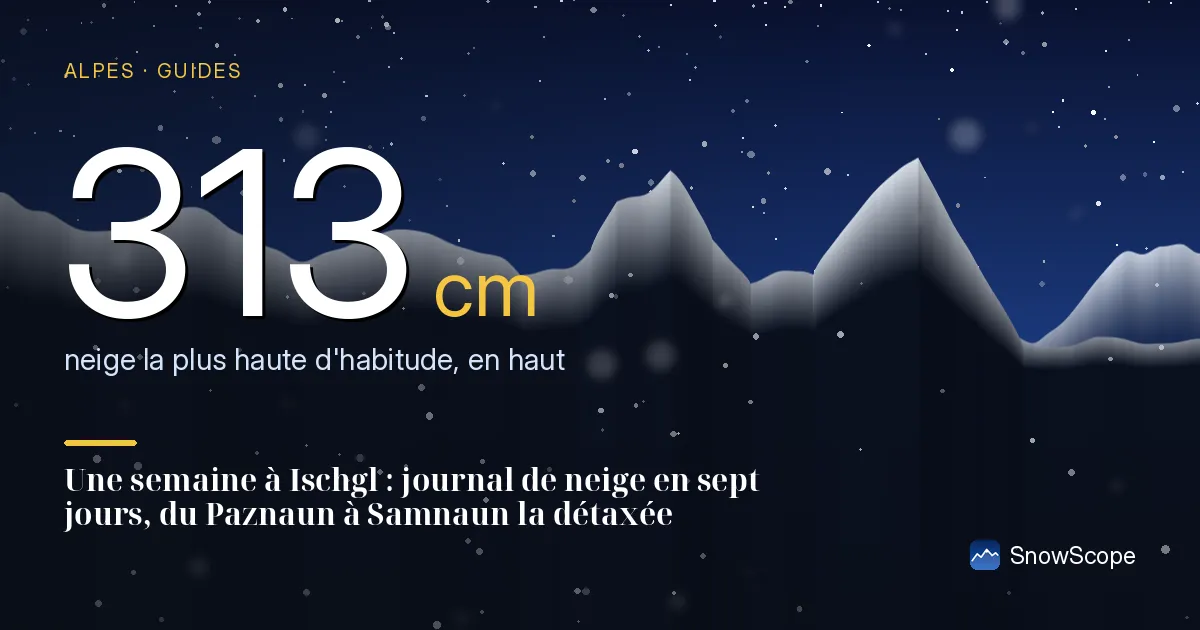 ALPES · GUIDES
313 cm
neige la plus haute d'habitude, en haut
Une semaine à Ischgl : journal de neige en sept
jours, du Paznaun à Samnaun la détaxée
SnowScope